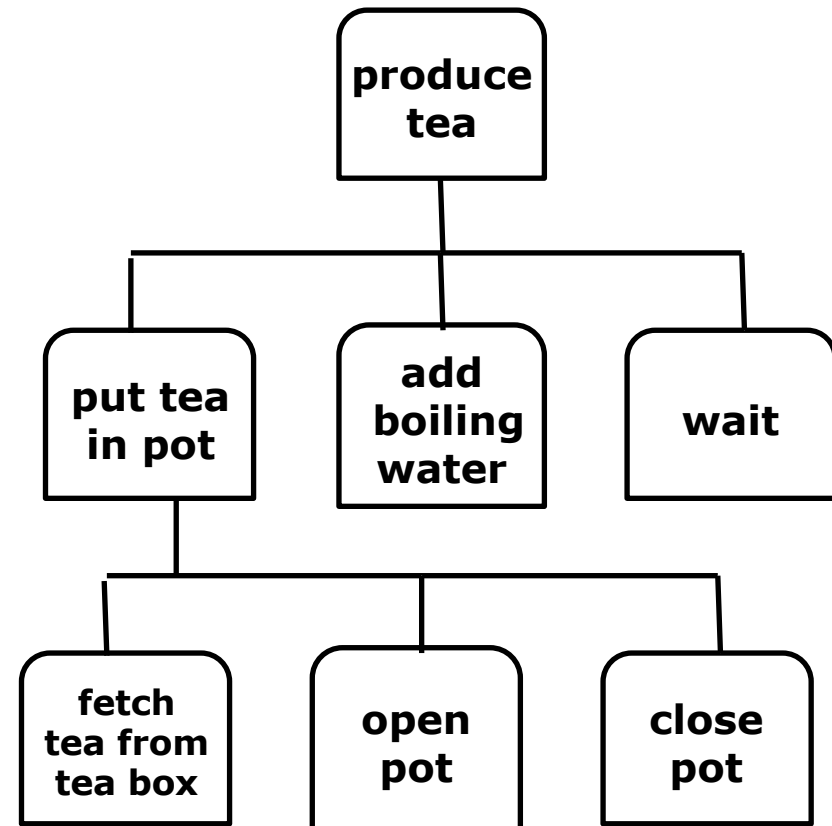 produce
tea
put tea
in pot
add
boiling
water
wait
fetch
tea from
tea box
open
pot
close
pot